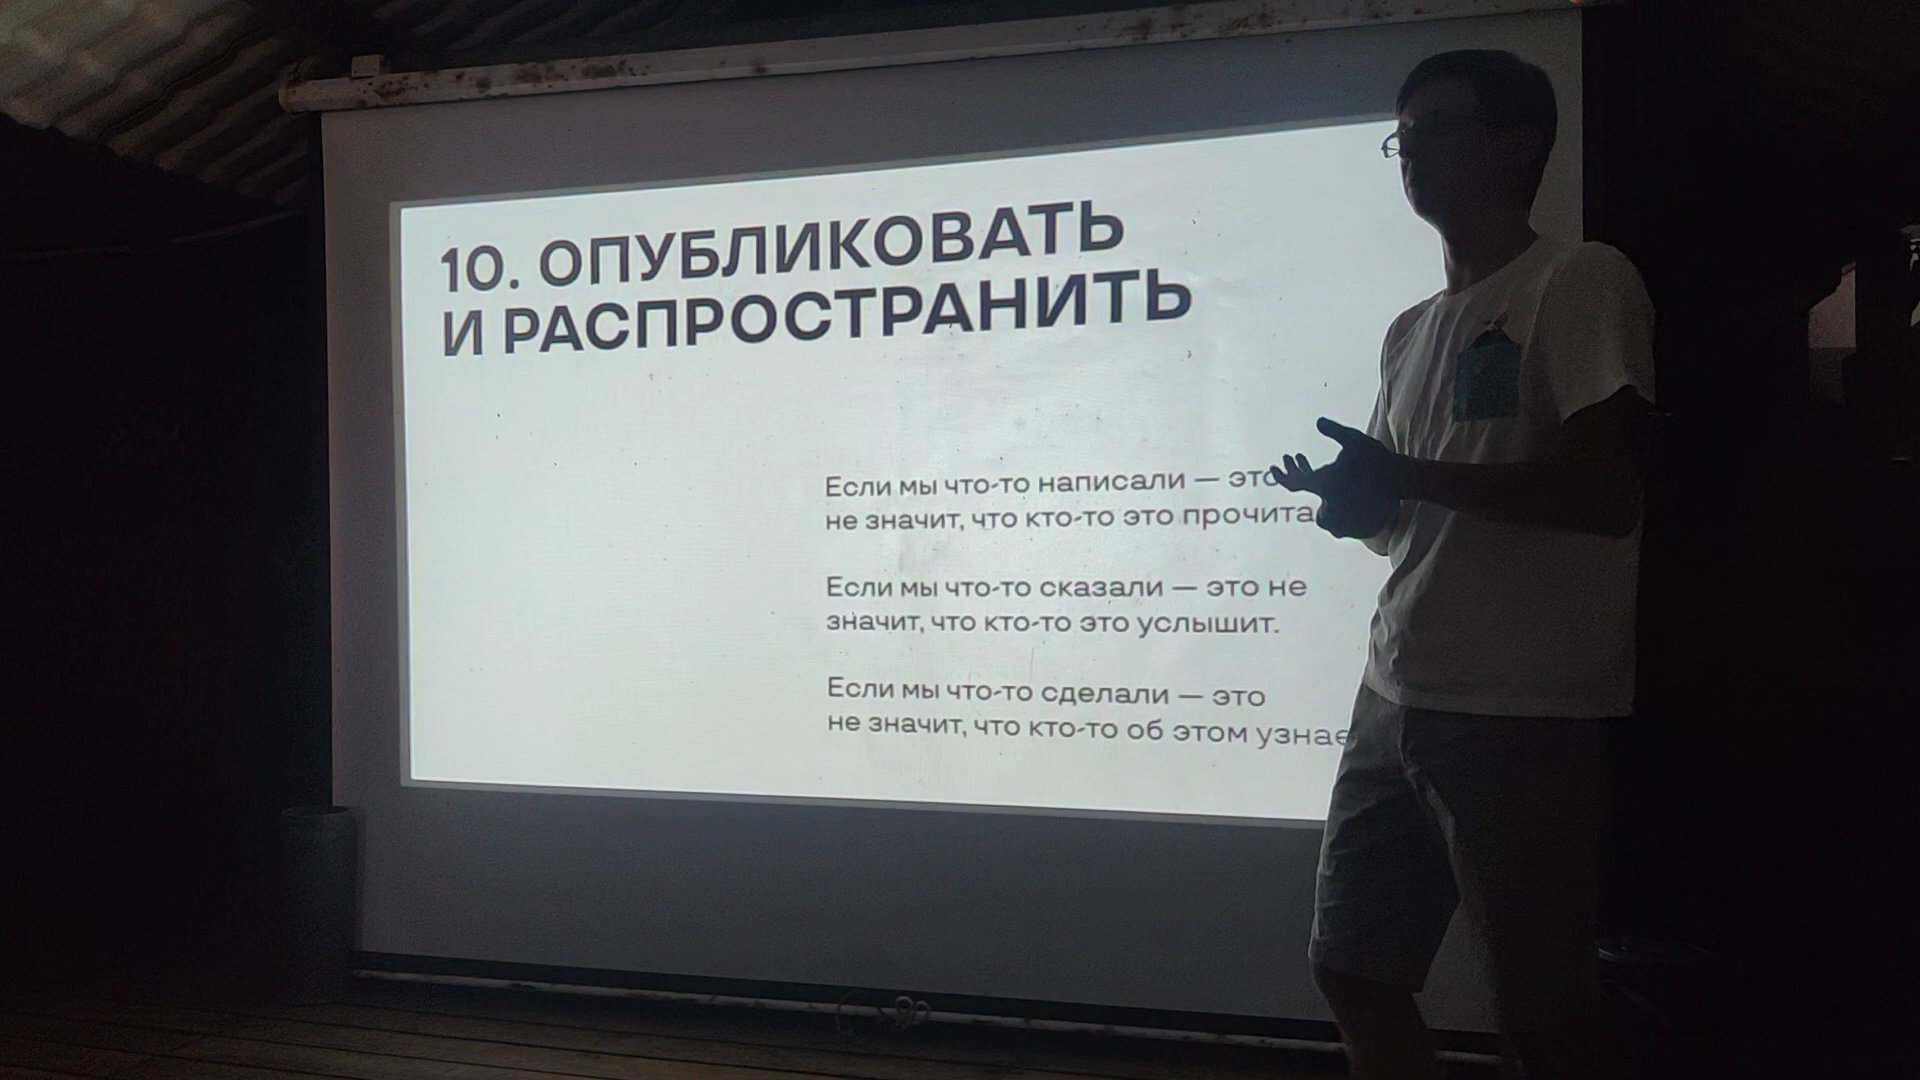 10. ОПУБЛИКОВАТЬ
И РАСПРОСТРАНИТЬ
Если мы что-то написали — это
не значит, что кто-то это прочита
Если мы что-то сказали — это не
значит, что кто-то это услышит.
Если мы что-то сделали — это
не значит, что кто-то об этом узнае